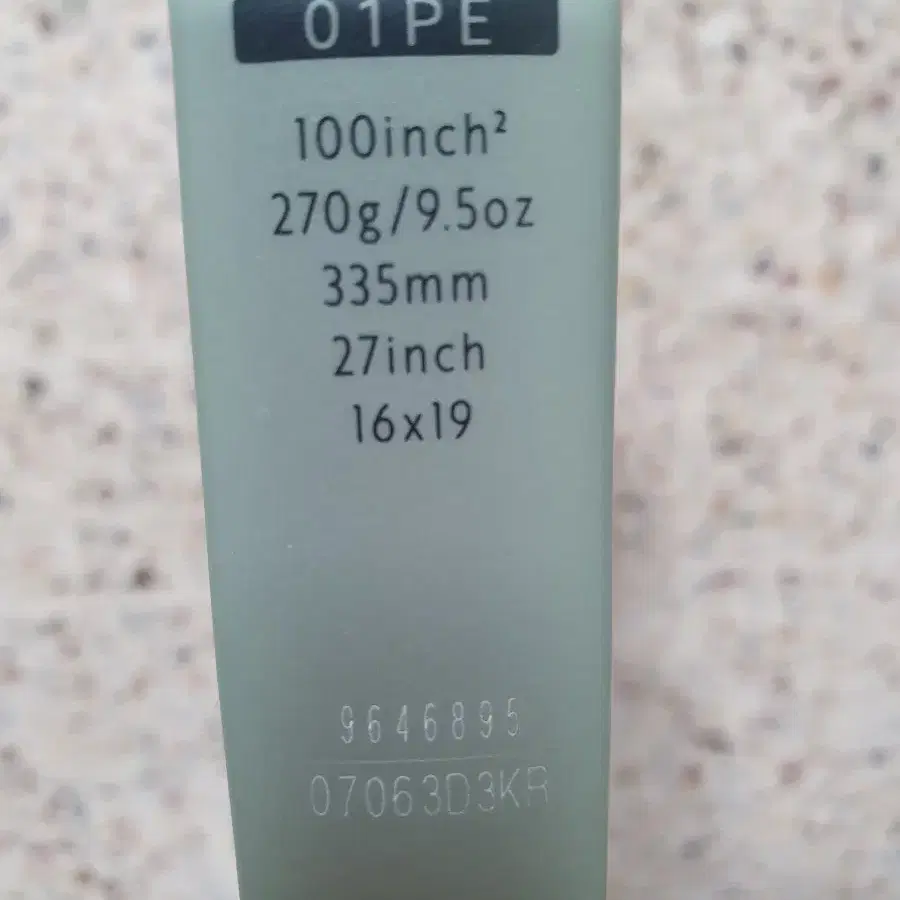 01PE
100inch²
270g/9.5oz
335mm
27inch
16x19
9646895
07063D3KR